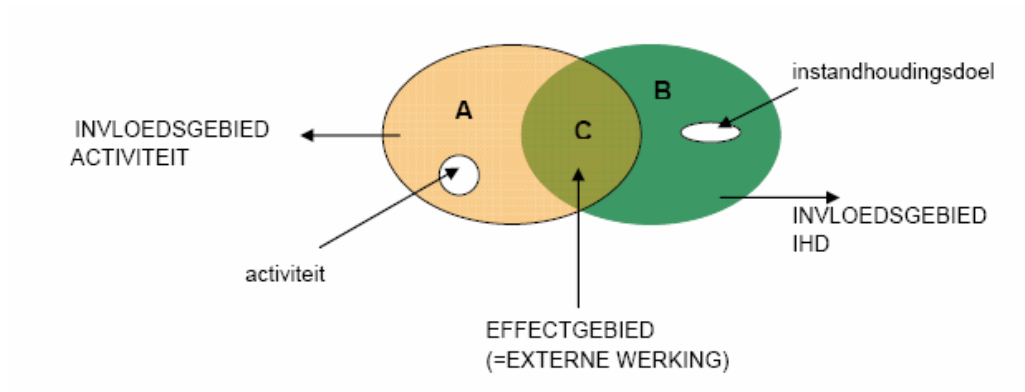 instandhoudingsdoel
A
B
C
INVLOEDSGEBIED
ACTIVITEIT
INVLOEDSGEBIED
IHD
activiteit
EFFECTGEBIED
(=EXTERNE WERKING)